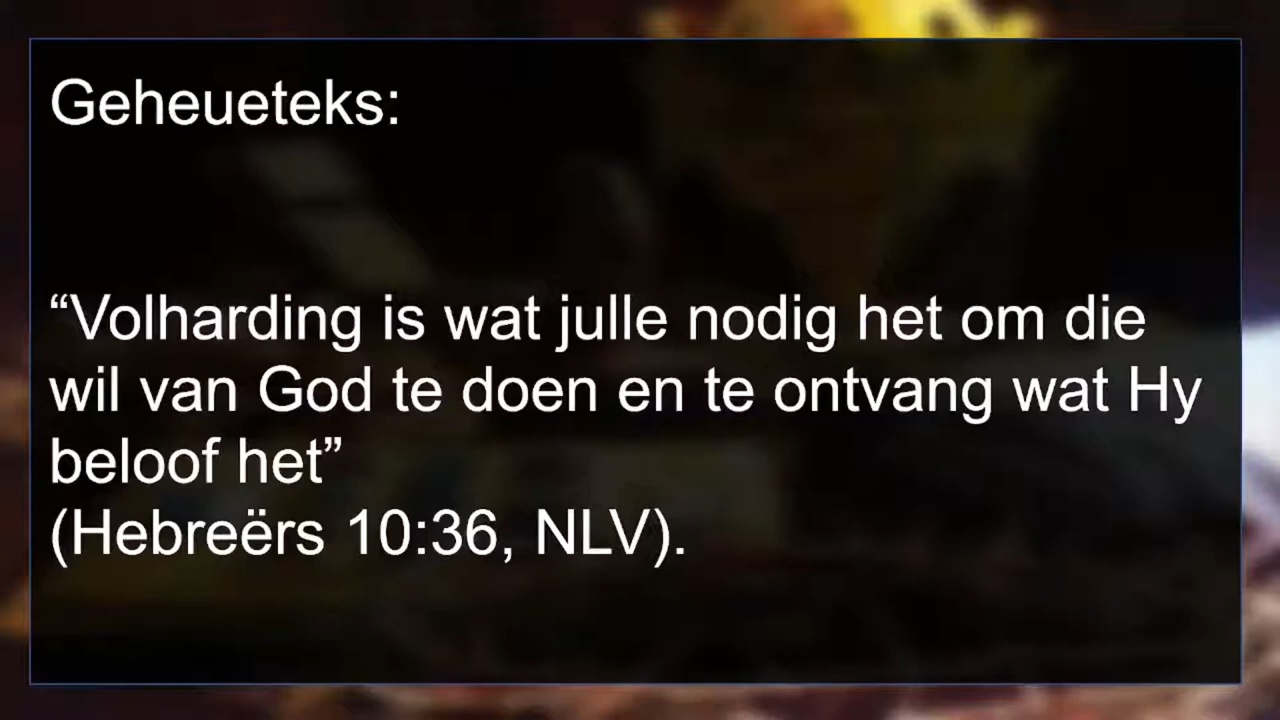 Geheueteks:
“Volharding is wat julle nodig het om die
wil van God te doen en te ontvang wat Hy
beloof het”
(Hebreërs 10:36, NLV).